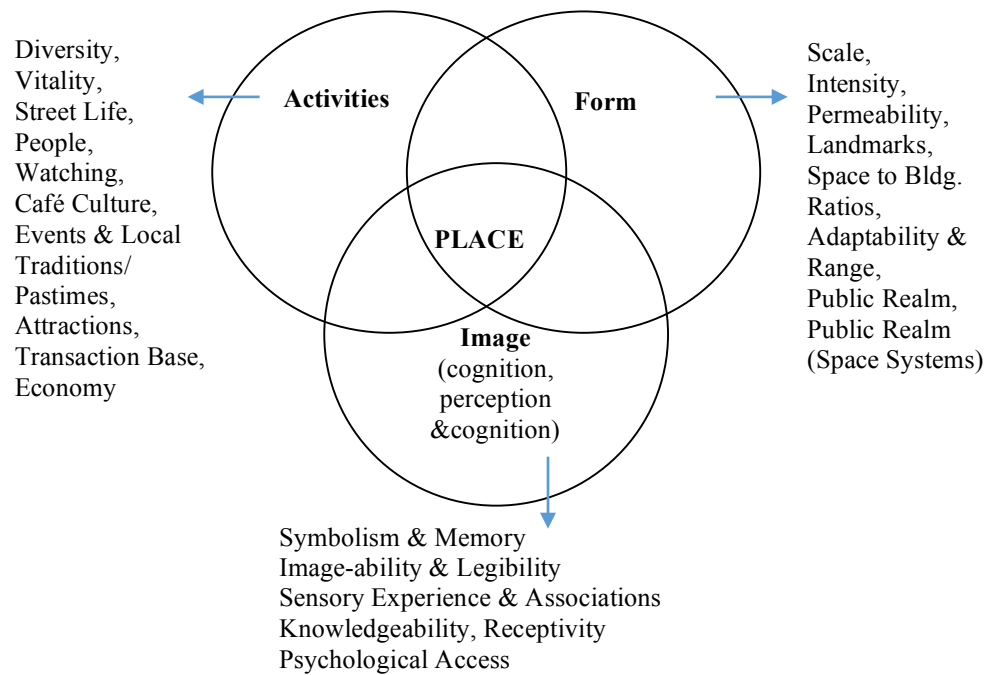 Diversity,
Vitality,
Street Life,
People,
Watching,
Café Culture,
Events & Local
Traditions/
Pastimes,
Attractions,
Transaction Base,
Economy
Activities
Form
PLACE
Image
(cognition,
perception
&cognition)
Scale,
Intensity,
Permeability,
Landmarks,
Space to Bldg.
Ratios,
Adaptability &
Range,
Public Realm,
Public Realm
(Space Systems)
Symbolism & Memory
Image-ability & Legibility
Sensory Experience & Associations
Knowledgeability, Receptivity
Psychological Access